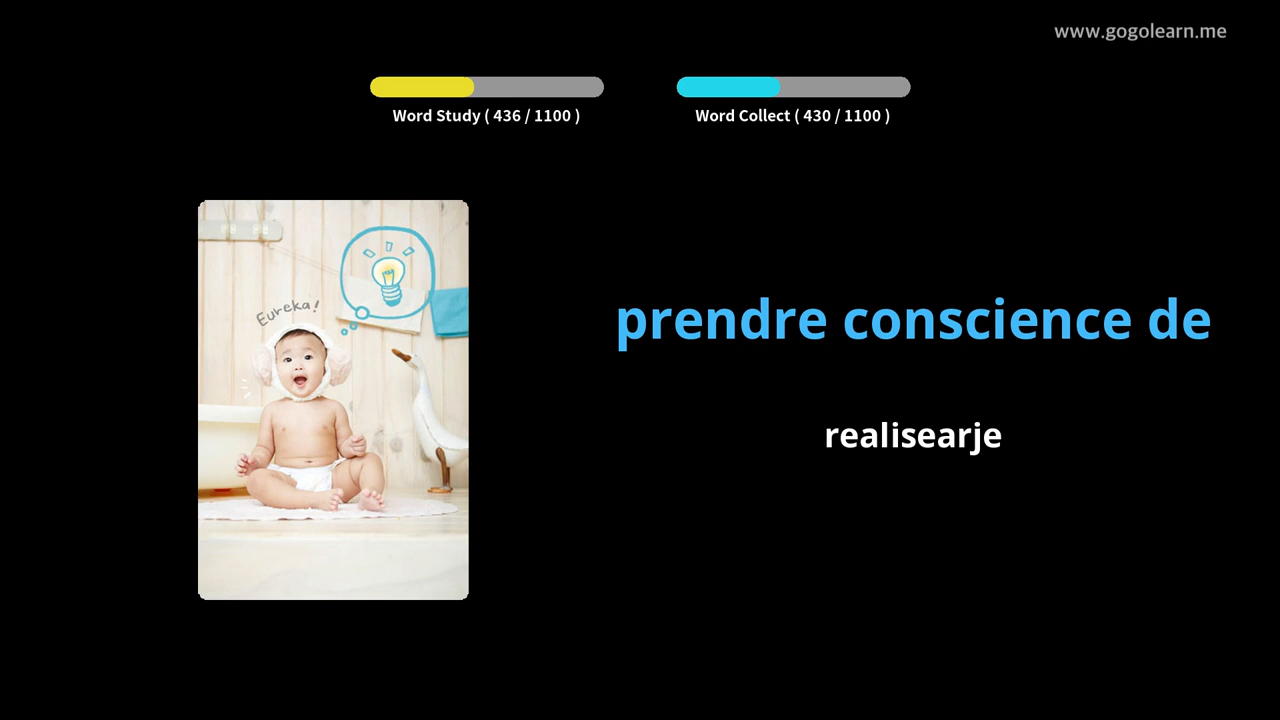 www.gogolearn.me
Word Study ( 436 / 1100 )
Word Collect ( 430 / 1100 )
Eureka!
prendre conscience de
realisearje